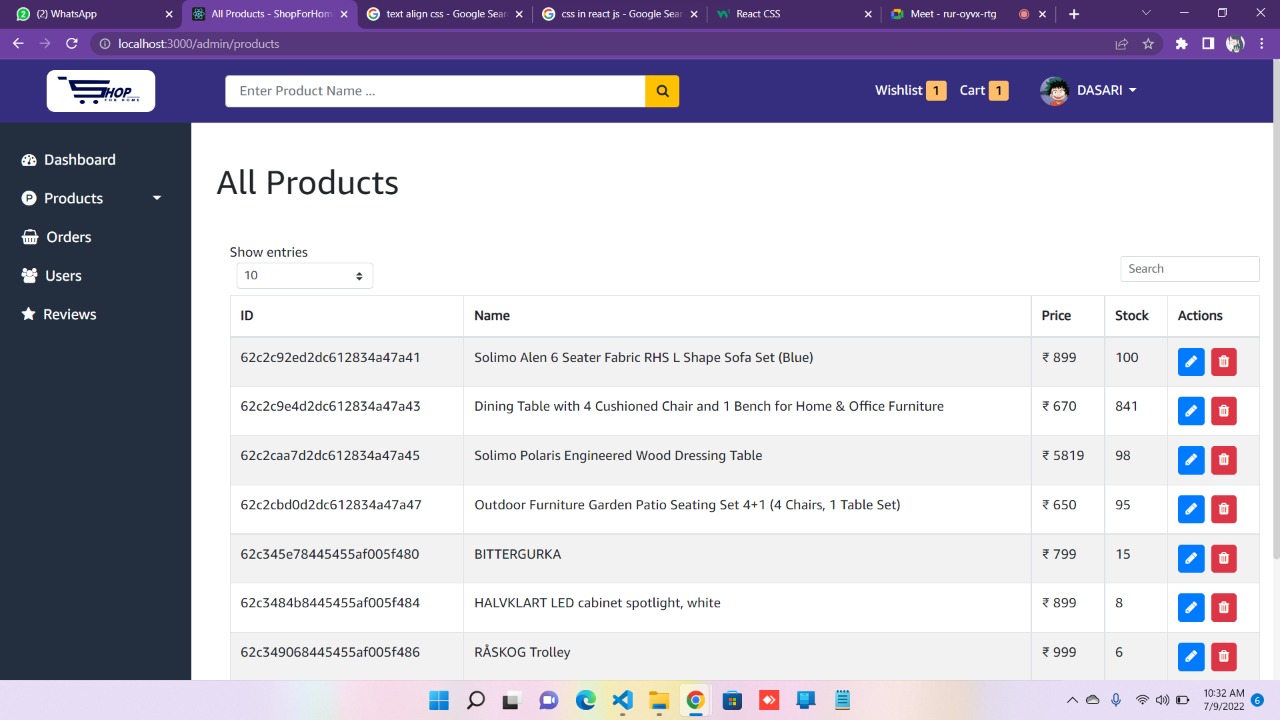 (2) WhatsApp
All Products - ShopForHom
text align css - Google Sear
css in react js - Google Sear
React CSS
Meet - rur-oyvx-rtg
localhost:3000/admin/products
SHOP
FOR HOME
Enter Product Name ...
Wishlist 1 Cart 1
DASARI
Dashboard
Products
Orders
Users
Reviews
All Products
Show entries
10
Search
ID Name Price Stock Actions
62c2c92ed2dc612834a47a41 Solimo Alen 6 Seater Fabric RHS L Shape Sofa Set (Blue) ₹ 899 100
62c2c9e4d2dc612834a47a43 Dining Table with 4 Cushioned Chair and 1 Bench for Home & Office Furniture ₹ 670 841
62c2caa7d2dc612834a47a45 Solimo Polaris Engineered Wood Dressing Table ₹ 5819 98
62c2cbd0d2dc612834a47a47 Outdoor Furniture Garden Patio Seating Set 4+1 (4 Chairs, 1 Table Set) ₹ 650 95
62c345e78445455af005f480 BITTERGURKA ₹ 799 15
62c3484b8445455af005f484 HALVKLART LED cabinet spotlight, white ₹ 899 8
62c349068445455af005f486 RÅSKOG Trolley ₹ 999 6
10:32 AM
7/9/2022
6